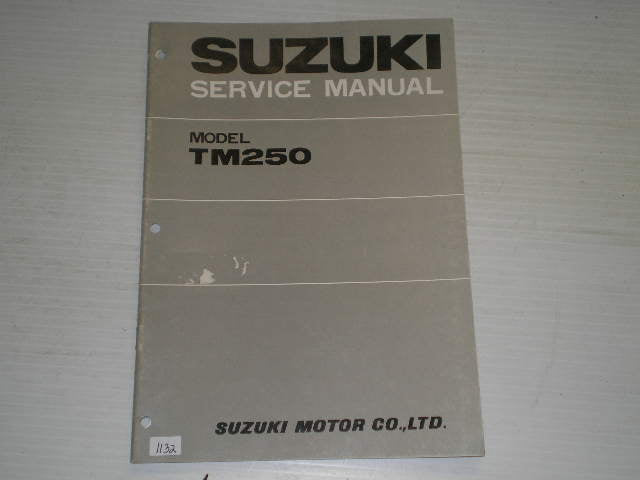 SUZUKI
SERVICE MANUAL
MODEL
TM250
SUZUKI MOTOR CO.,LTD.
1132